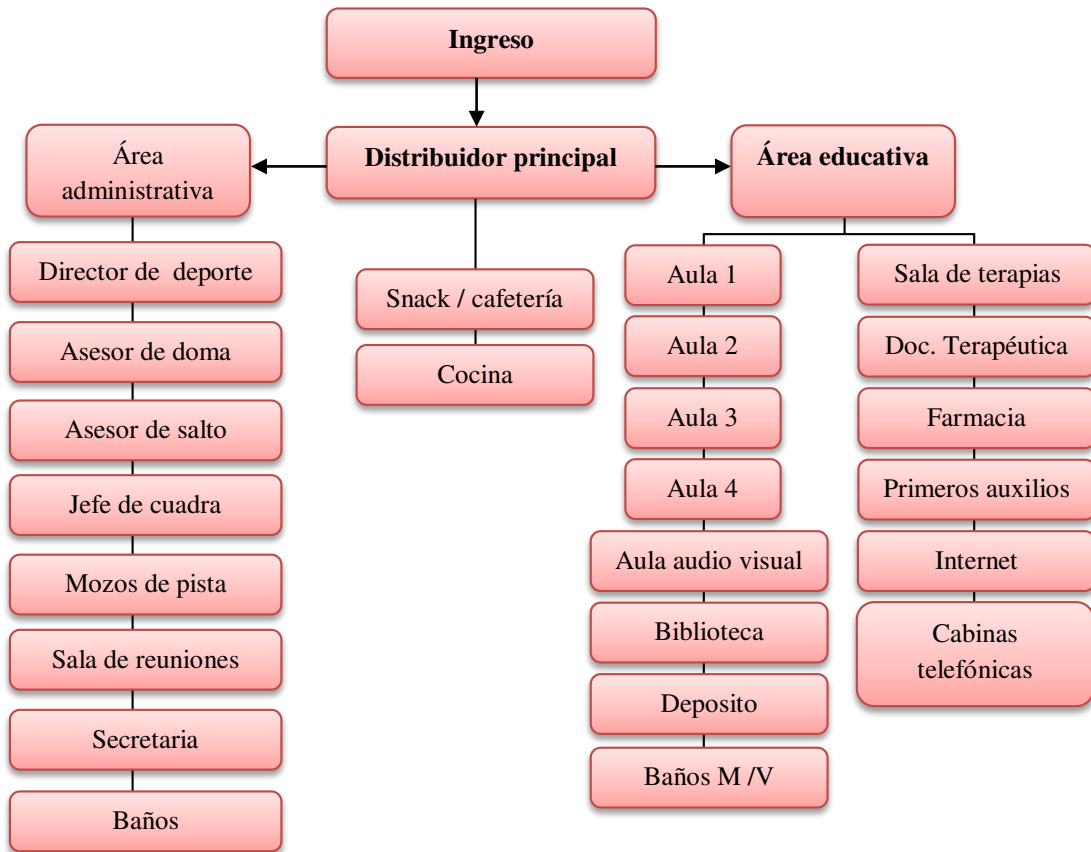 Ingreso
Distribuidor principal
Área
administrativa
Director de deporte
Asesor de doma
Asesor de salto
Jefe de cuadra
Mozos de pista
Sala de reuniones
Secretaria
Baños
Snack / cafetería
Cocina
Área educativa
Aula 1
Aula 2
Aula 3
Aula 4
Aula audio visual
Biblioteca
Deposito
Baños M /V
Sala de terapias
Doc. Terapéutica
Farmacia
Primeros auxilios
Internet
Cabinas
telefónicas